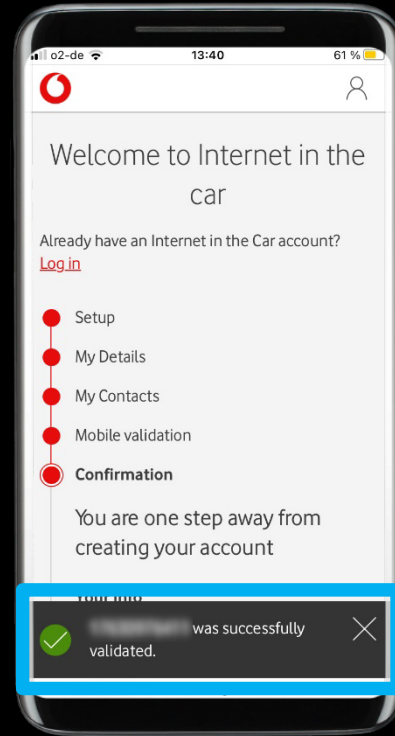 o2-de 13:40 61 %
Welcome to Internet in the
car
Already have an Internet in the Car account?
Log in
Setup
My Details
My Contacts
Mobile validation
Confirmation
You are one step away from
creating your account
Your Info
was successfully
validated.